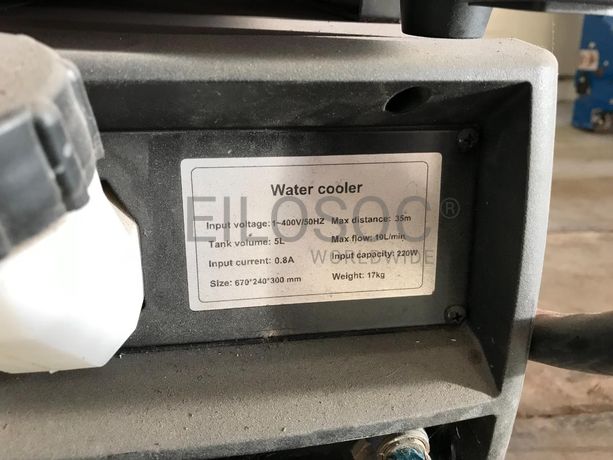 Water cooler
Input voltage: 1~400V/50HZ Max distance: 35m
Tank volume: 5L Max flow: 10L/min
Input current: 0.8A Input capacity: 220W
Size: 670*240*300 mm Weight: 17kg
EILOSOC®
WORLDWIDE